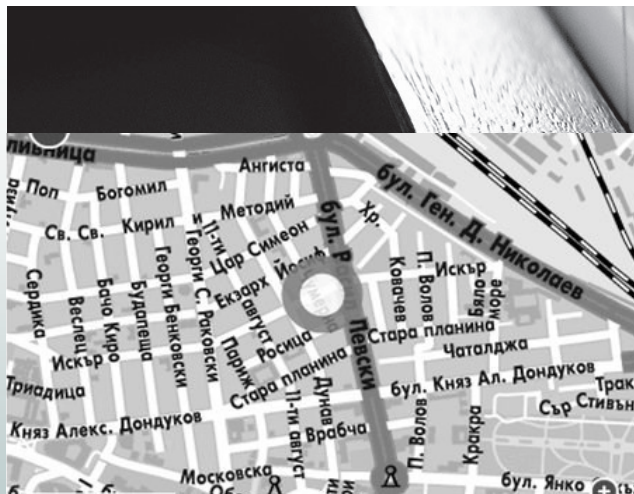 ливница
Ангиста
бул. Ген. Д. Николаев
Поп
Богомил
Методий
Хр.
Св. Св.
Кирил
11-ти
август
Цар Симеон
бул.
Левски
Екзарх
Йосиф
Искър
Ковачев
П. Волов
Бяло
море
Георги С. Раковски
Георги Бенковски
Будапеща
Бачо Киро
Веслец
Сердика
Росица
Париж
Стара планина
Стара планина
Чаталджа
Искър
Триадица
бул. Княз Ал. Дондуков
Трак
Сър Стивън
Дунав
11-ти август
Княз Алекс. Дондуков
Врабча
П. Волов
Кракра
Московска
бул. Янко